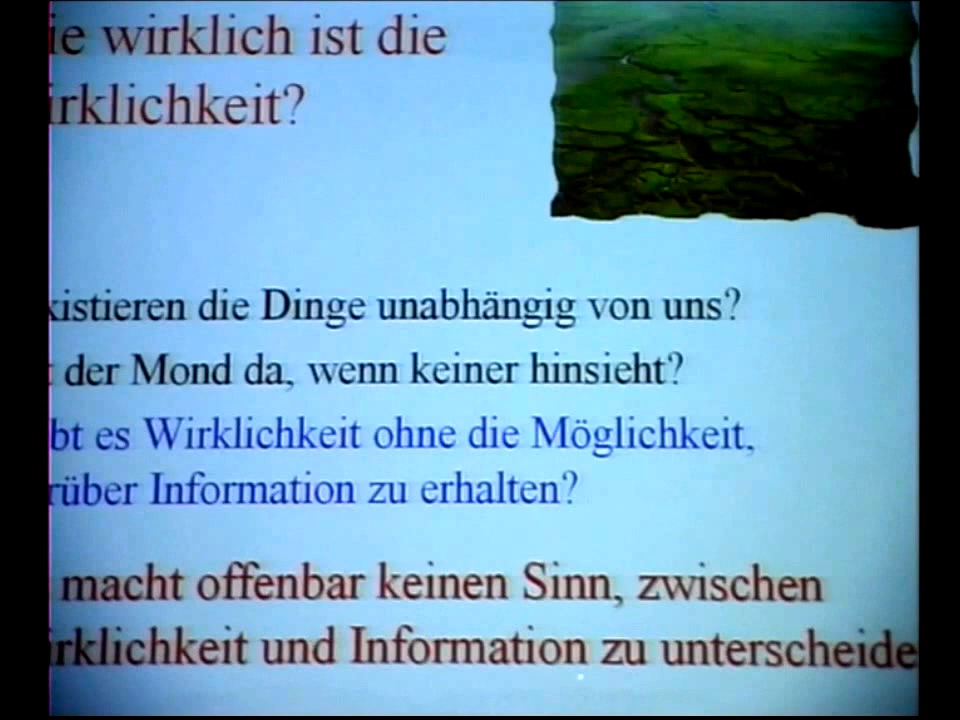 ie wirklich ist die
irklichkeit?
xistieren die Dinge unabhängig von uns?
t der Mond da, wenn keiner hinsieht?
bt es Wirklichkeit ohne die Möglichkeit,
rüber Information zu erhalten?
macht offenbar keinen Sinn, zwischen
irklichkeit und Information zu unterscheide